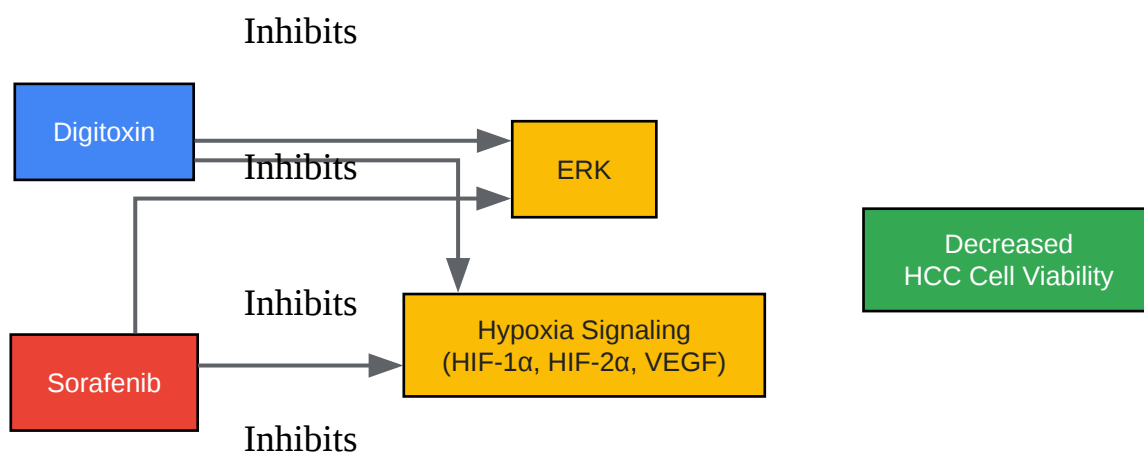 Inhibits
Digitoxin
Inhibits
ERK
Decreased
HCC Cell Viability
Inhibits
Hypoxia Signaling
(HIF-1α, HIF-2α, VEGF)
Sorafenib
Inhibits